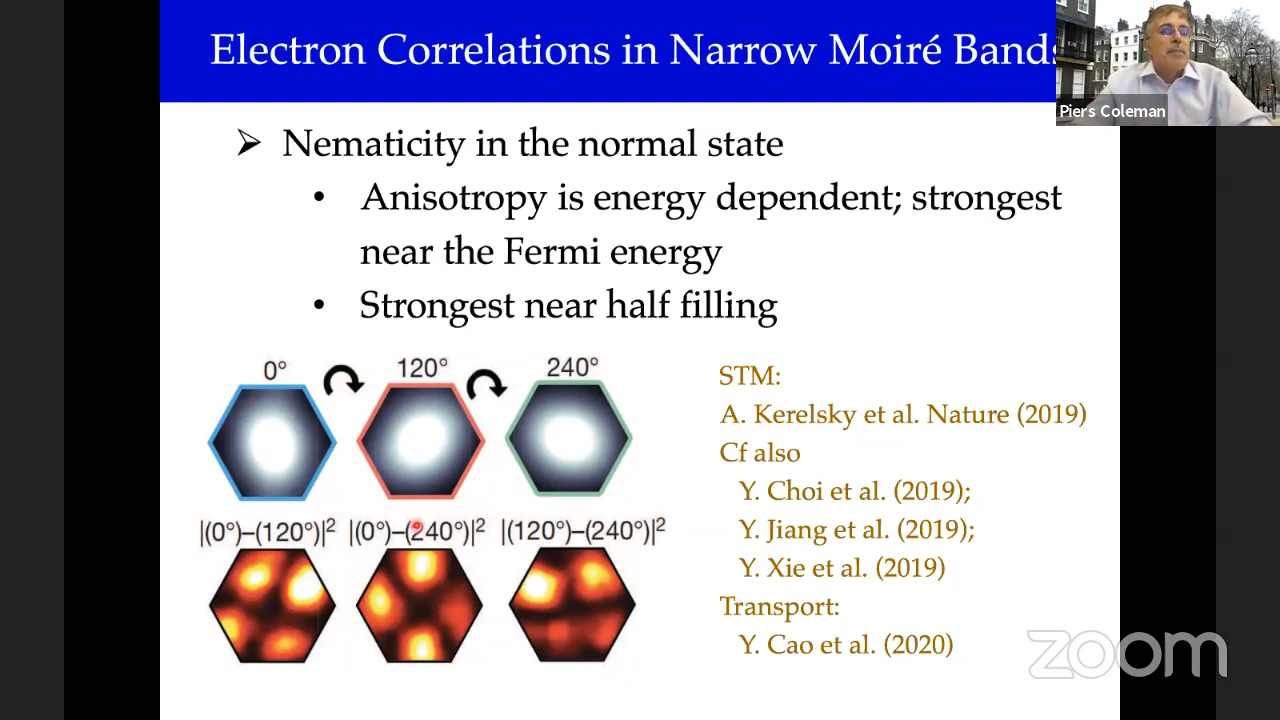 Electron Correlations in Narrow Moiré Bands
Piers Coleman
➢ Nematicity in the normal state
• Anisotropy is energy dependent; strongest
near the Fermi energy
• Strongest near half filling
0° 120° 240°
|(0°)–(120°)|² |(0°)–(240°)|² |(120°)–(240°)|²
STM:
A. Kerelsky et al. Nature (2019)
Cf also
Y. Choi et al. (2019);
Y. Jiang et al. (2019);
Y. Xie et al. (2019)
Transport:
Y. Cao et al. (2020)
zoom